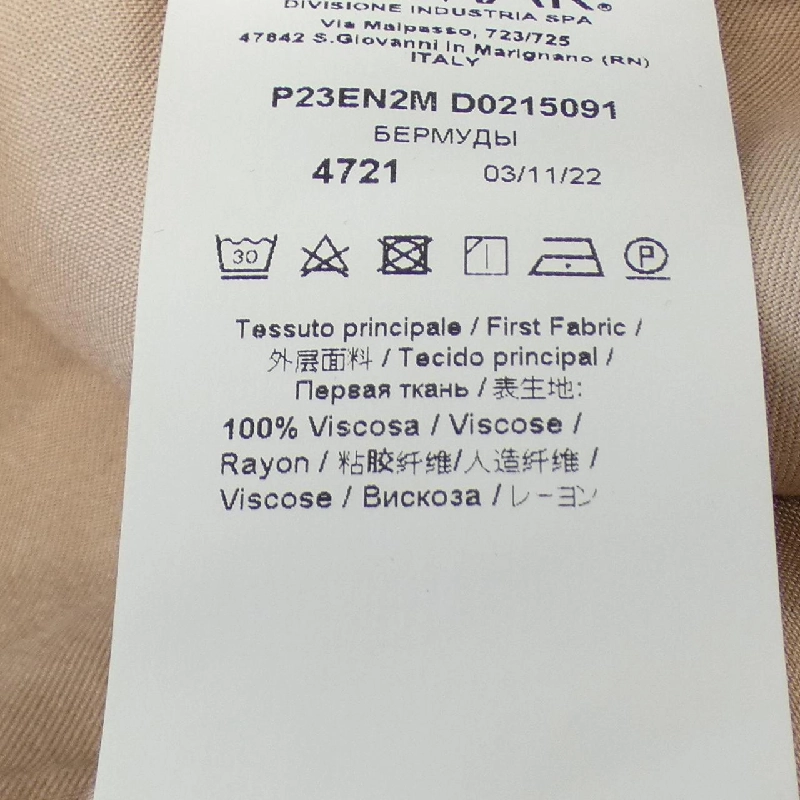 DIVISIONE INDUSTRIA SPA
Via Malpasso, 723/725
47842 S.Giovanni in Marignano (RN)
ITALY
P23EN2M D0215091
БЕРМУДЫ
4721 03/11/22
30 P
Tessuto principale / First Fabric /
外层面料 / Tecido principal /
Первая ткань / 表生地:
100% Viscosa / Viscose /
Rayon / 粘胶纤维/人造纤维 /
Viscose / Вискоза / レーヨン